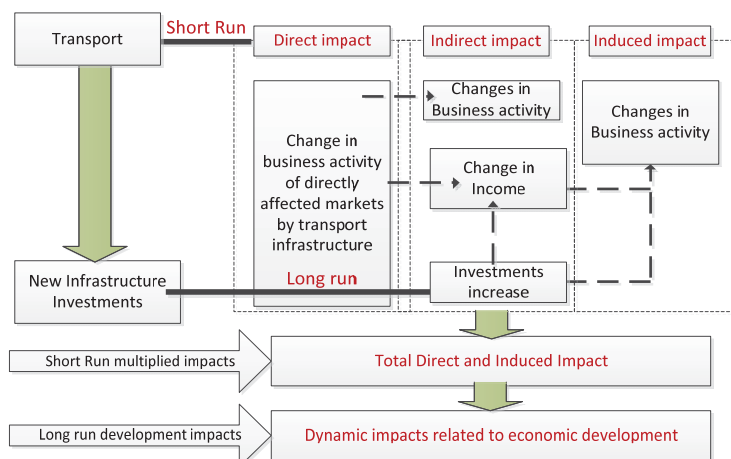 Transport
Short Run
Direct impact
Indirect impact
Induced impact
Change in
business activity
of directly
affected markets
by transport
infrastructure
Long run
Changes in
Business activity
Change in
Income
Investments
increase
Changes in
Business activity
New Infrastructure
Investments
Short Run multiplied impacts
Total Direct and Induced Impact
Long run development impacts
Dynamic impacts related to economic development